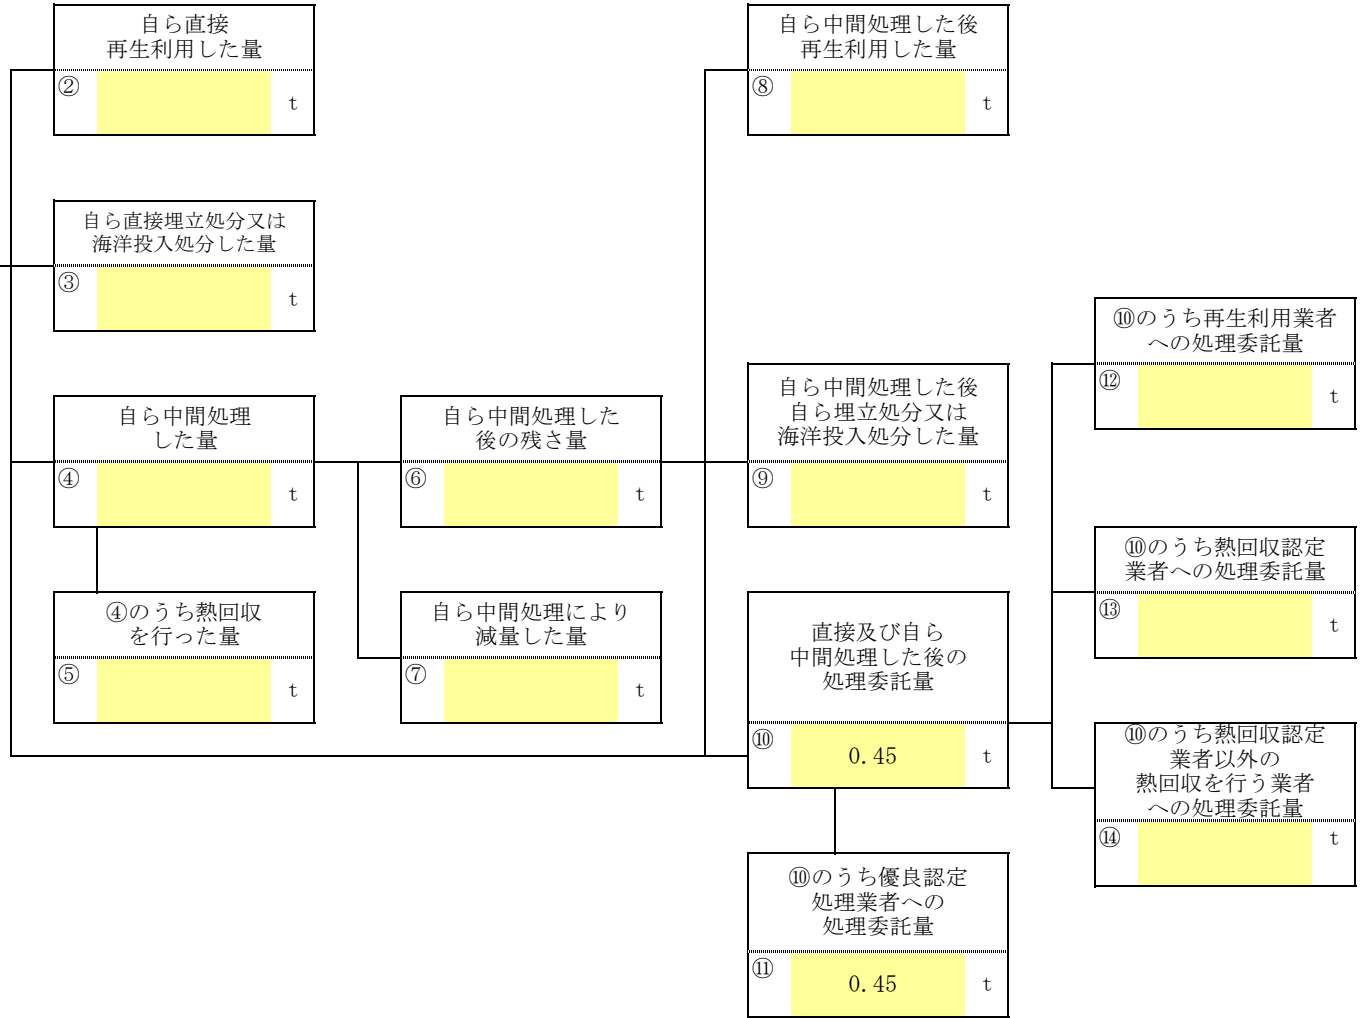 自ら直接
再生利用した量
②
t
自ら中間処理した後
再生利用した量
⑧
t
自ら直接埋立処分又は
海洋投入処分した量
③
t
⑩のうち再生利用業者
への処理委託量
⑫
t
自ら中間処理
した量
④
t
自ら中間処理した
後の残さ量
⑥
t
自ら中間処理した後
自ら埋立処分又は
海洋投入処分した量
⑨
t
⑩のうち熱回収認定
業者への処理委託量
⑬
t
④のうち熱回収
を行った量
⑤
t
自ら中間処理により
減量した量
⑦
t
直接及び自ら
中間処理した後の
処理委託量
⑩ 0.45 t
⑩のうち熱回収認定
業者以外の
熱回収を行う業者
への処理委託量
⑭
t
⑩のうち優良認定
処理業者への
処理委託量
⑪ 0.45 t